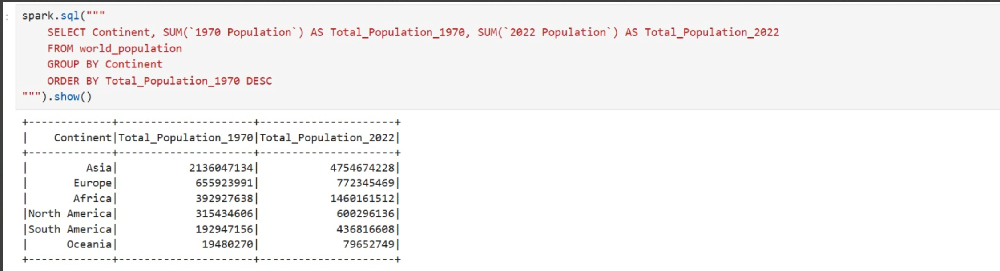 :
spark.sql("""
    SELECT Continent, SUM(`1970 Population`) AS Total_Population_1970, SUM(`2022 Population`) AS Total_Population_2022
    FROM world_population
    GROUP BY Continent
    ORDER BY Total_Population_1970 DESC
""").show()
+-------------+---------------------+---------------------+
|    Continent|Total_Population_1970|Total_Population_2022|
+-------------+---------------------+---------------------+
|         Asia|           2136047134|           4754674228|
|       Europe|            655923991|            772345469|
|       Africa|            392927638|           1460161512|
|North America|            315434606|            600296136|
|South America|            192947156|            436816608|
|      Oceania|             19480270|             79652749|
+-------------+---------------------+---------------------+